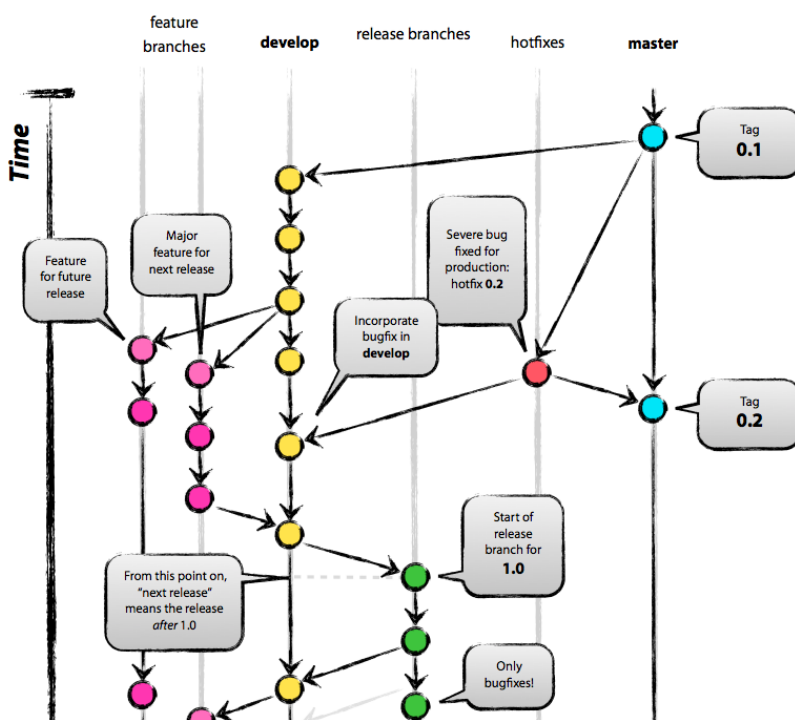 feature
branches
develop
release branches
hotfixes
master
Time
Tag
0.1
Major
feature for
next release
Severe bug
fixed for
production:
hotfix 0.2
Feature
for future
release
Incorporate
bugfix in
develop
Tag
0.2
Start of
release
branch for
1.0
From this point on,
“next release”
means the release
after 1.0
Only
bugfixes!